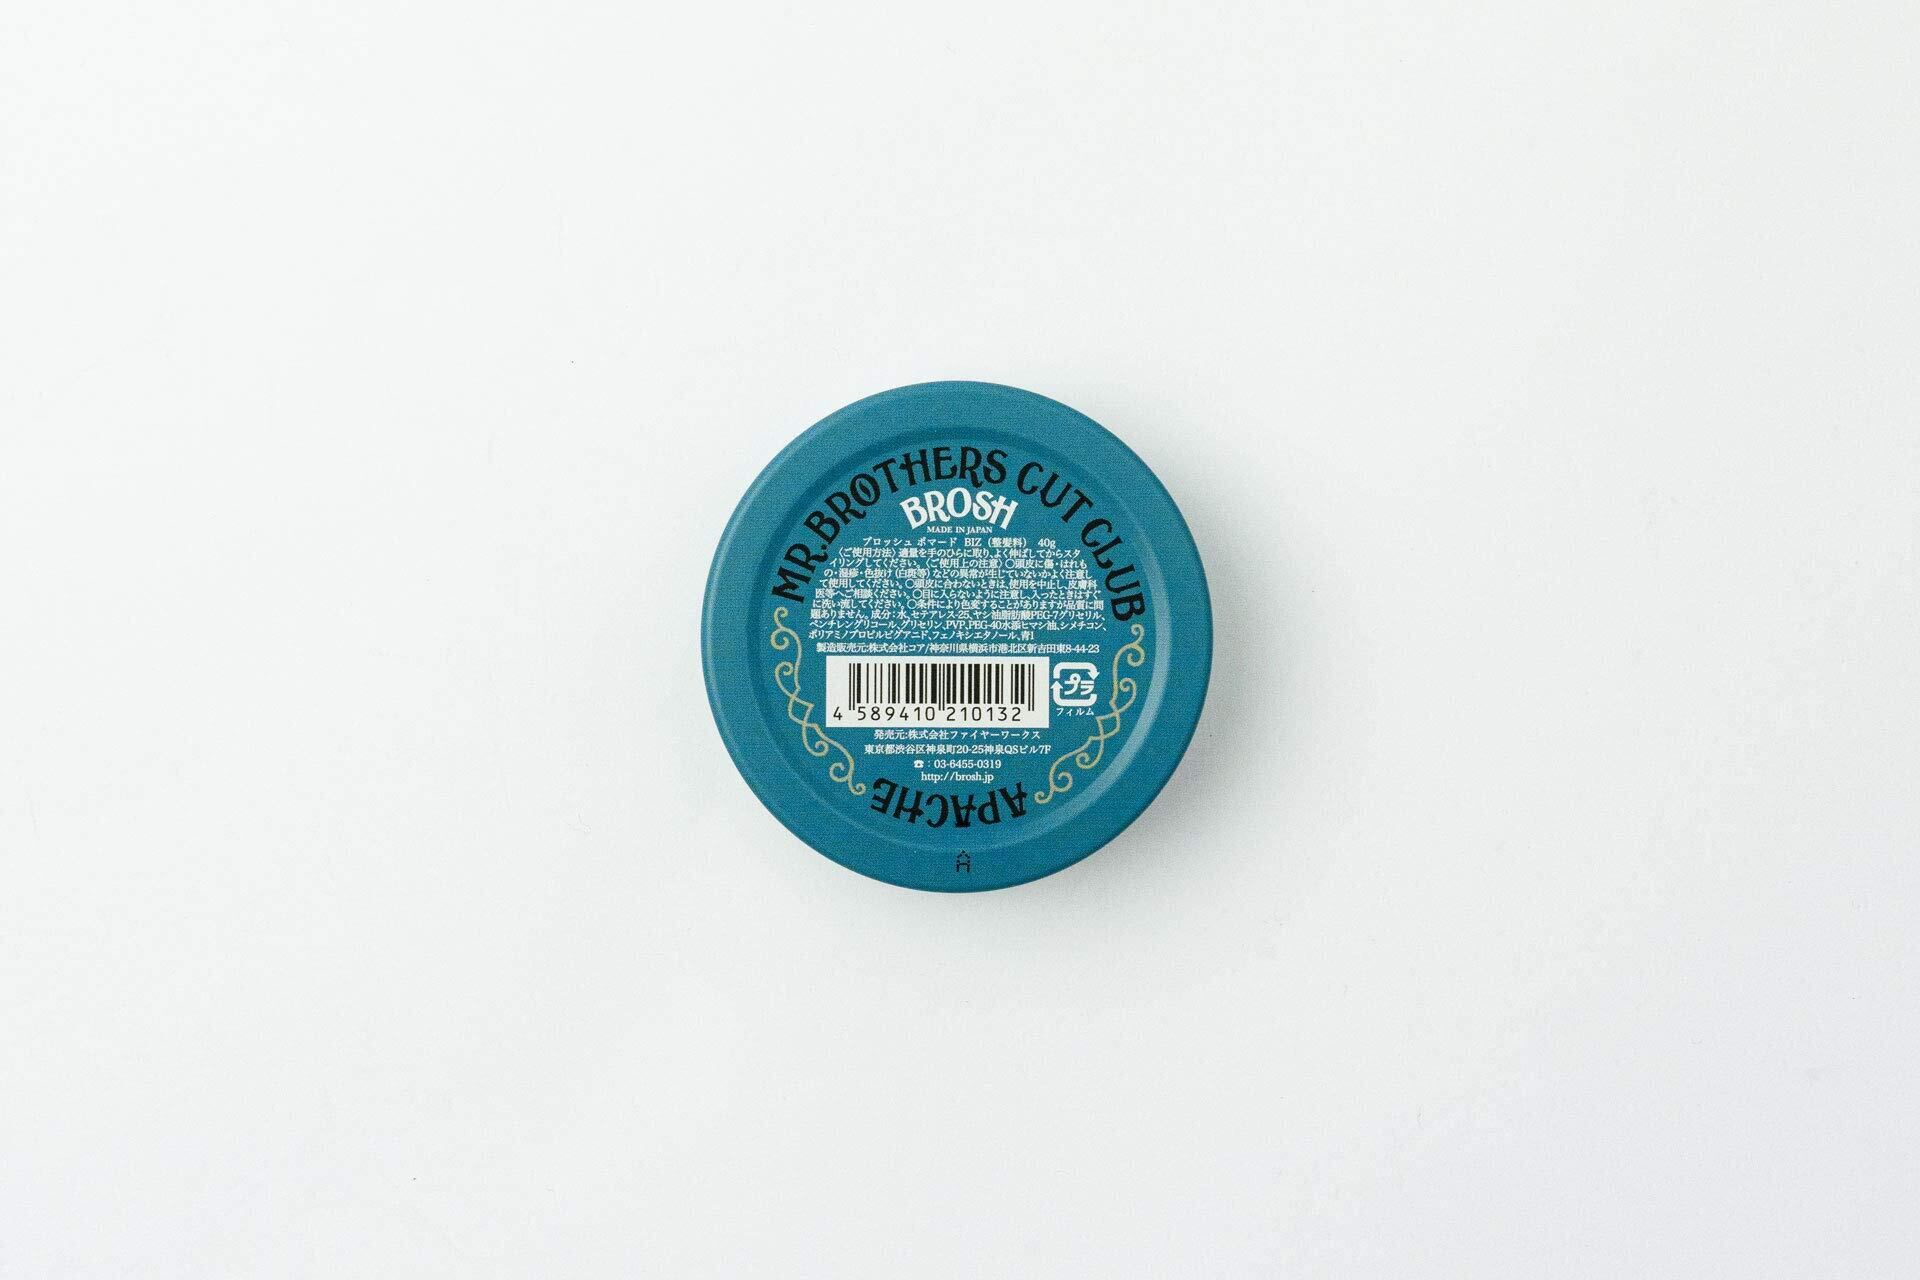 MR.BROTHERS CUT CLUB
BROSH
MADE IN JAPAN
ブロッシュ ポマード BIZ（整髪料） 40g
〈ご使用方法〉適量を手のひらに取り、よく伸ばしてからスタ
イリングしてください。〈ご使用上の注意〉○頭皮に傷・はれも
の・湿疹・色抜け（白斑等）などの異常が生じていないかよく注意し
て使用してください。○頭皮に合わないときは、使用を中止し、皮膚科
医等へご相談ください。○目に入らないように注意し、入ったときはすぐ
に洗い流してください。○条件により色変することがありますが品質に問
題ありません。成分：水、セテアレス-25、ヤシ油脂肪酸PEG-7グリセリル、
ペンチレングリコール、グリセリン、PVP、PEG-40水添ヒマシ油、シメチコン、
ポリアミノプロピルビグアニド、フェノキシエタノール、青1
製造販売元:株式会社コア/神奈川県横浜市港北区新吉田東8-44-23
4 589410 210132
プラ
フィルム
発売元:株式会社ファイヤーワークス
東京都渋谷区神泉町20-25神泉QSビル7F
☎：03-6455-0319
http://brosh.jp
APACHE
A